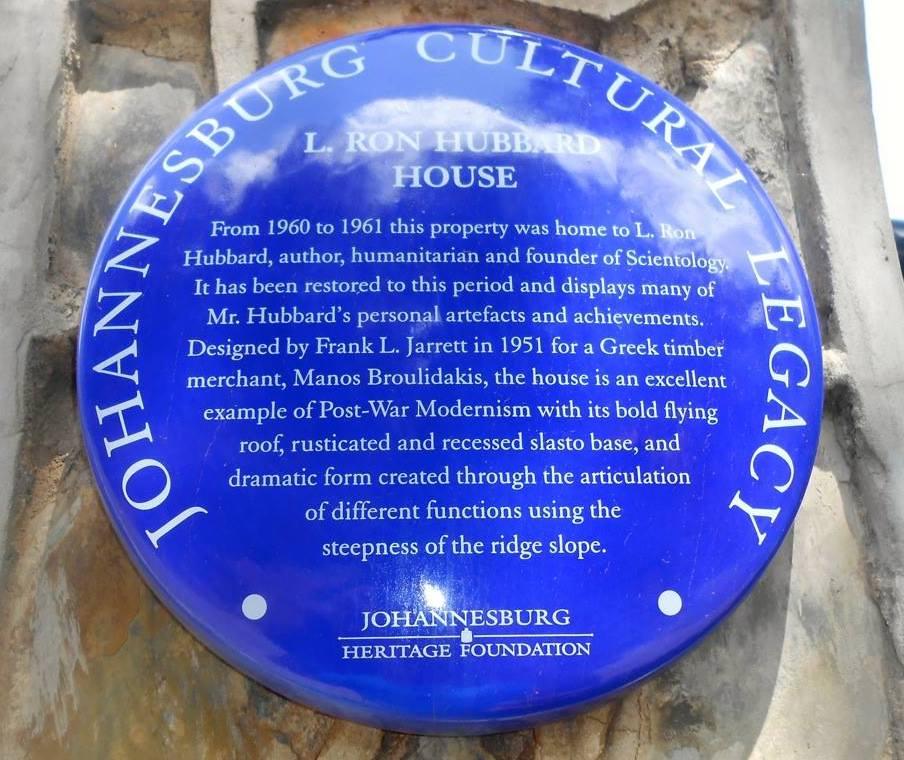 JOHANNESBURG CULTURAL LEGACY
L. RON HUBBARD
HOUSE
From 1960 to 1961 this property was home to L. Ron
Hubbard, author, humanitarian and founder of Scientology.
It has been restored to this period and displays many of
Mr. Hubbard's personal artefacts and achievements.
Designed by Frank L. Jarrett in 1951 for a Greek timber
merchant, Manos Broulidakis, the house is an excellent
example of Post-War Modernism with its bold flying
roof, rusticated and recessed slasto base, and
dramatic form created through the articulation
of different functions using the
steepness of the ridge slope.
JOHANNESBURG
HERITAGE FOUNDATION